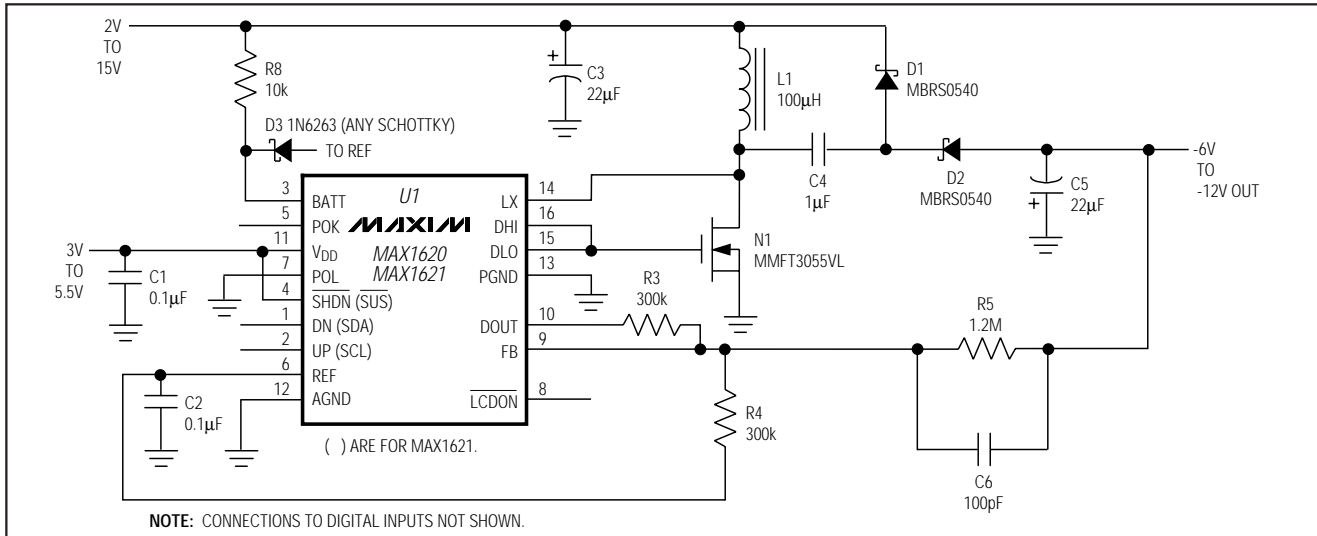 2V
TO
15V
R8
10k
C3
22µF
+
L1
100µH
D1
MBRS0540
D3 1N6263 (ANY SCHOTTKY)
TO REF
C4
1µF
D2
MBRS0540
C5
22µF
+
-6V
TO
-12V OUT
3V
TO
5.5V
C1
0.1µF
C2
0.1µF
U1
MAXIM
MAX1620
MAX1621
3 BATT
5 POK
11 VDD
7 POL
4 SHDN (SUS)
1 DN (SDA)
2 UP (SCL)
6 REF
12 AGND
LX 14
DHI 16
DLO 15
PGND 13
DOUT 10
FB 9
LCDON 8
N1
MMFT3055VL
R3
300k
R4
300k
R5
1.2M
C6
100pF
( ) ARE FOR MAX1621.
NOTE: CONNECTIONS TO DIGITAL INPUTS NOT SHOWN.